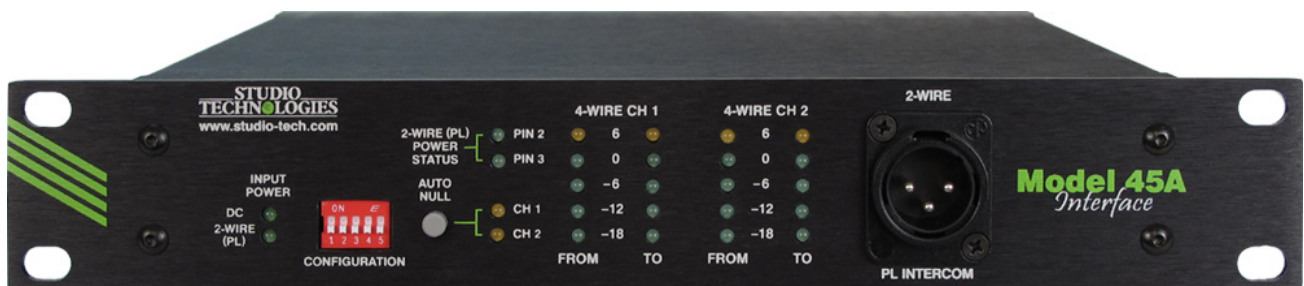 STUDIO
TECHNOLOGIES
www.studio-tech.com
INPUT
POWER
DC
2-WIRE
(PL)
ON E
1 2 3 4 5
CONFIGURATION
2-WIRE (PL)
POWER
STATUS
PIN 2
PIN 3
AUTO
NULL
CH 1
CH 2
4-WIRE CH 1
6
0
-6
-12
-18
FROM TO
4-WIRE CH 2
6
0
-6
-12
-18
FROM TO
2-WIRE
PL INTERCOM
Model 45A
Interface